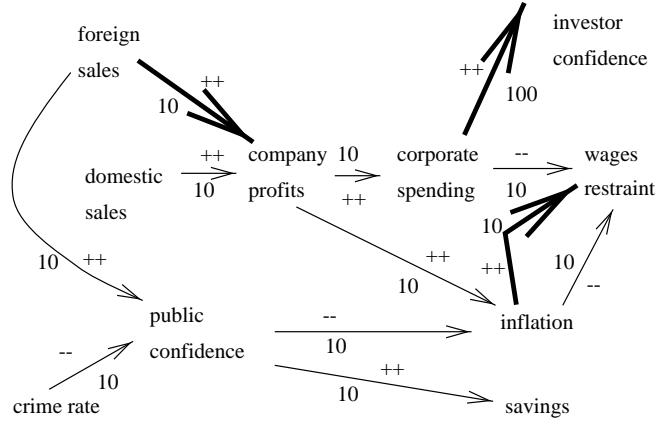 foreign
sales
++
10
++
100
investor
confidence
domestic
sales
++
10
company
profits
10
++
corporate
spending
--
10
wages
restraint
10
++
10
--
++
10
inflation
10
++
public
confidence
--
10
++
10
savings
--
10
crime rate